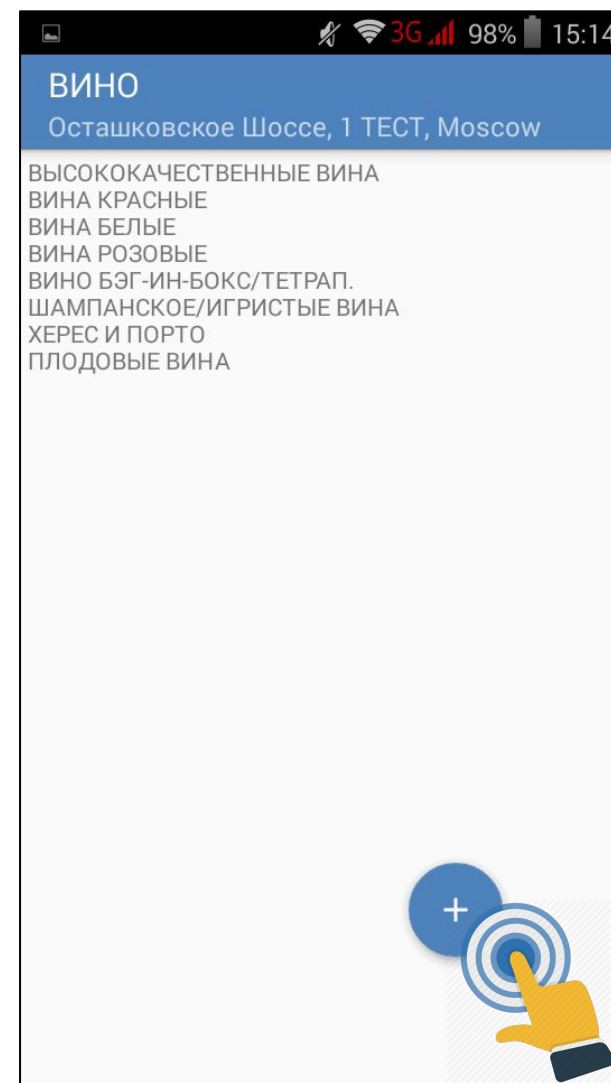 3G 98% 15:14
ВИНО
Осташковское Шоссе, 1 ТЕСТ, Moscow
ВЫСОКОКАЧЕСТВЕННЫЕ ВИНА
ВИНА КРАСНЫЕ
ВИНА БЕЛЫЕ
ВИНА РОЗОВЫЕ
ВИНО БЭГ-ИН-БОКС/ТЕТРАП.
ШАМПАНСКОЕ/ИГРИСТЫЕ ВИНА
ХЕРЕС И ПОРТО
ПЛОДОВЫЕ ВИНА
+